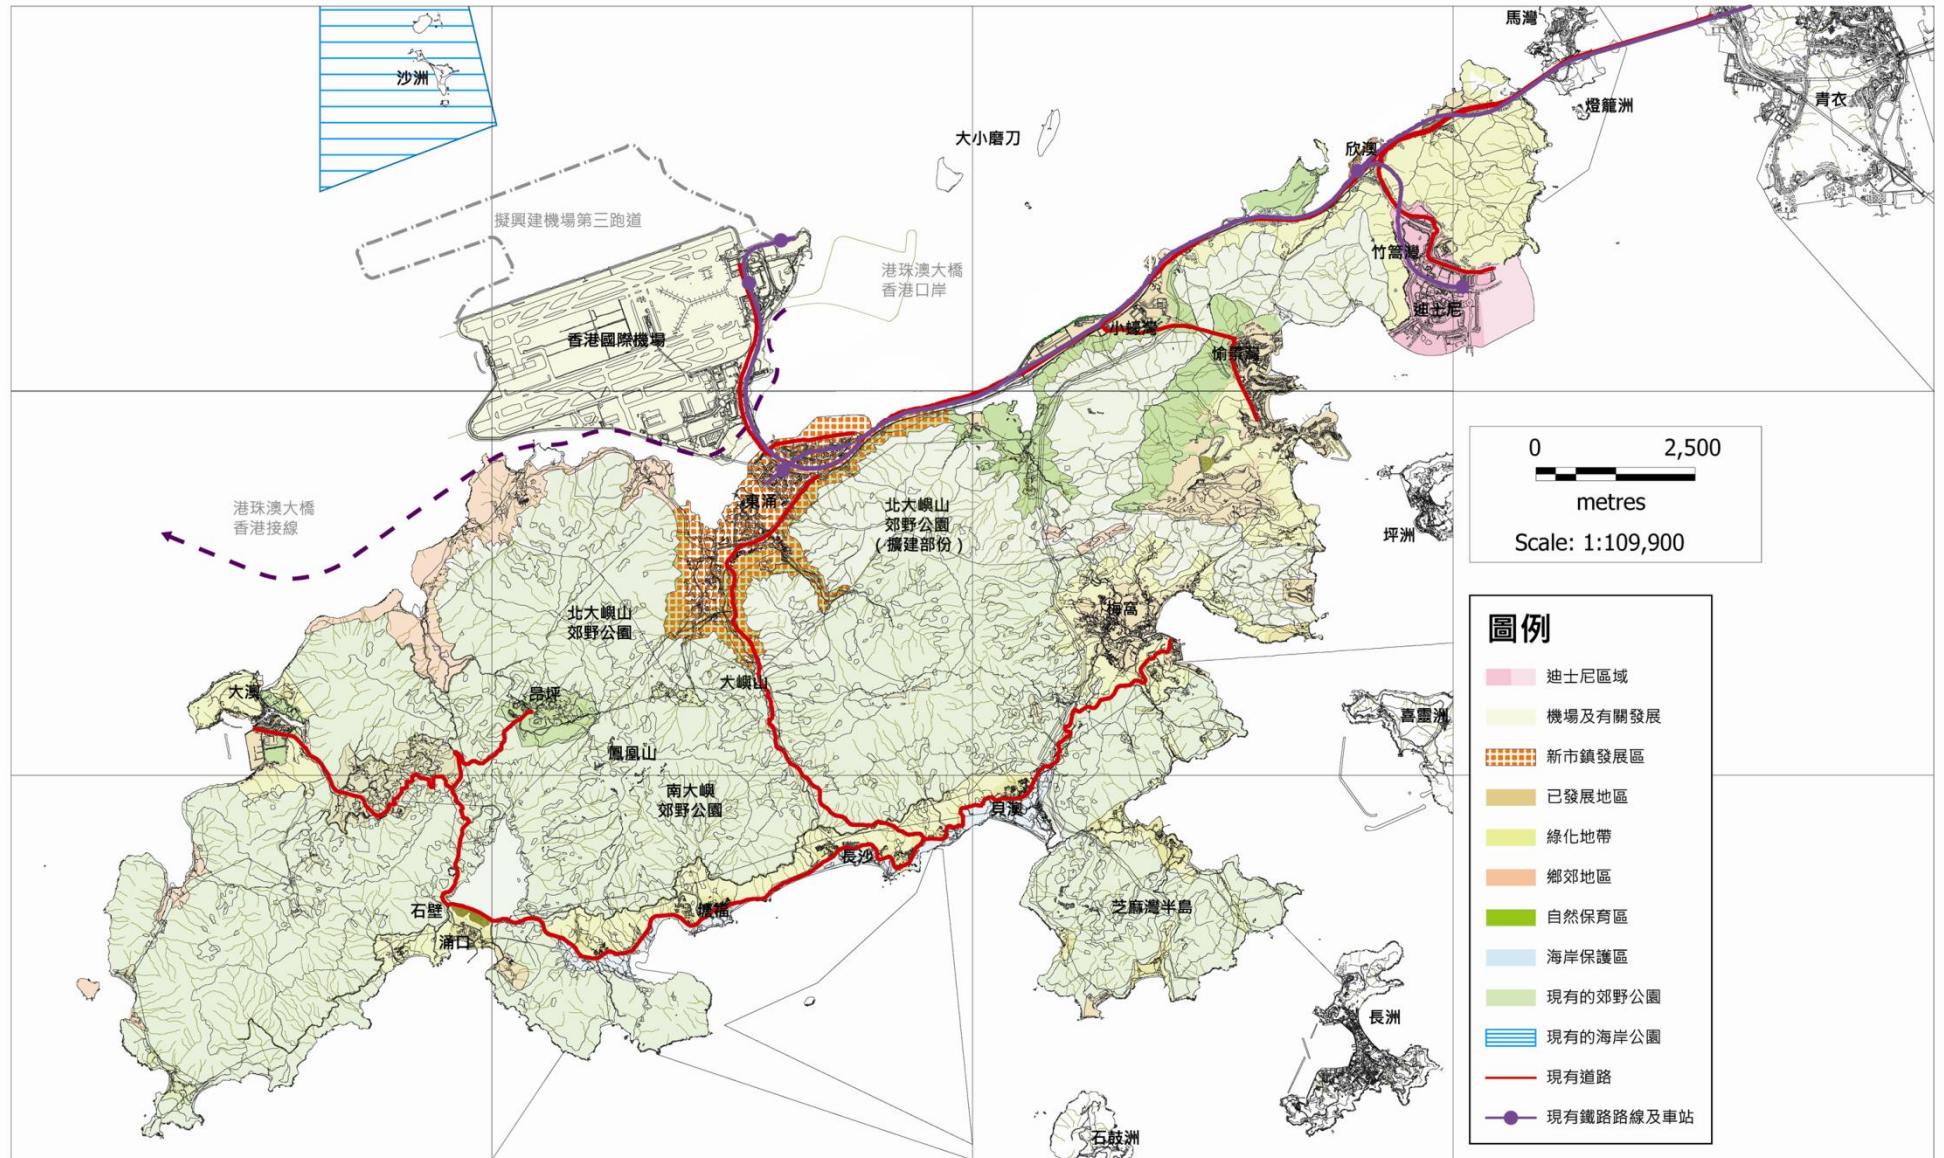 馬灣
沙洲
青衣
燈籠洲
大小磨刀
欣澳
擬興建機場第三跑道
竹篙灣
港珠澳大橋
香港口岸
迪士尼
小蠔灣
香港國際機場
愉景灣
0 2,500
metres
Scale: 1:109,900
東涌
港珠澳大橋
香港接線
北大嶼山
郊野公園
(擴建部份)
坪洲
北大嶼山
郊野公園
梅窩
圖例
迪士尼區域
機場及有關發展
新市鎮發展區
已發展地區
綠化地帶
鄉郊地區
自然保育區
海岸保護區
現有的郊野公園
現有的海岸公園
現有道路
現有鐵路路線及車站
大嶼山
大澳
昂坪
喜靈洲
鳳凰山
南大嶼
郊野公園
貝澳
長沙
石壁
塘福
芝麻灣半島
涌口
長洲
石鼓洲